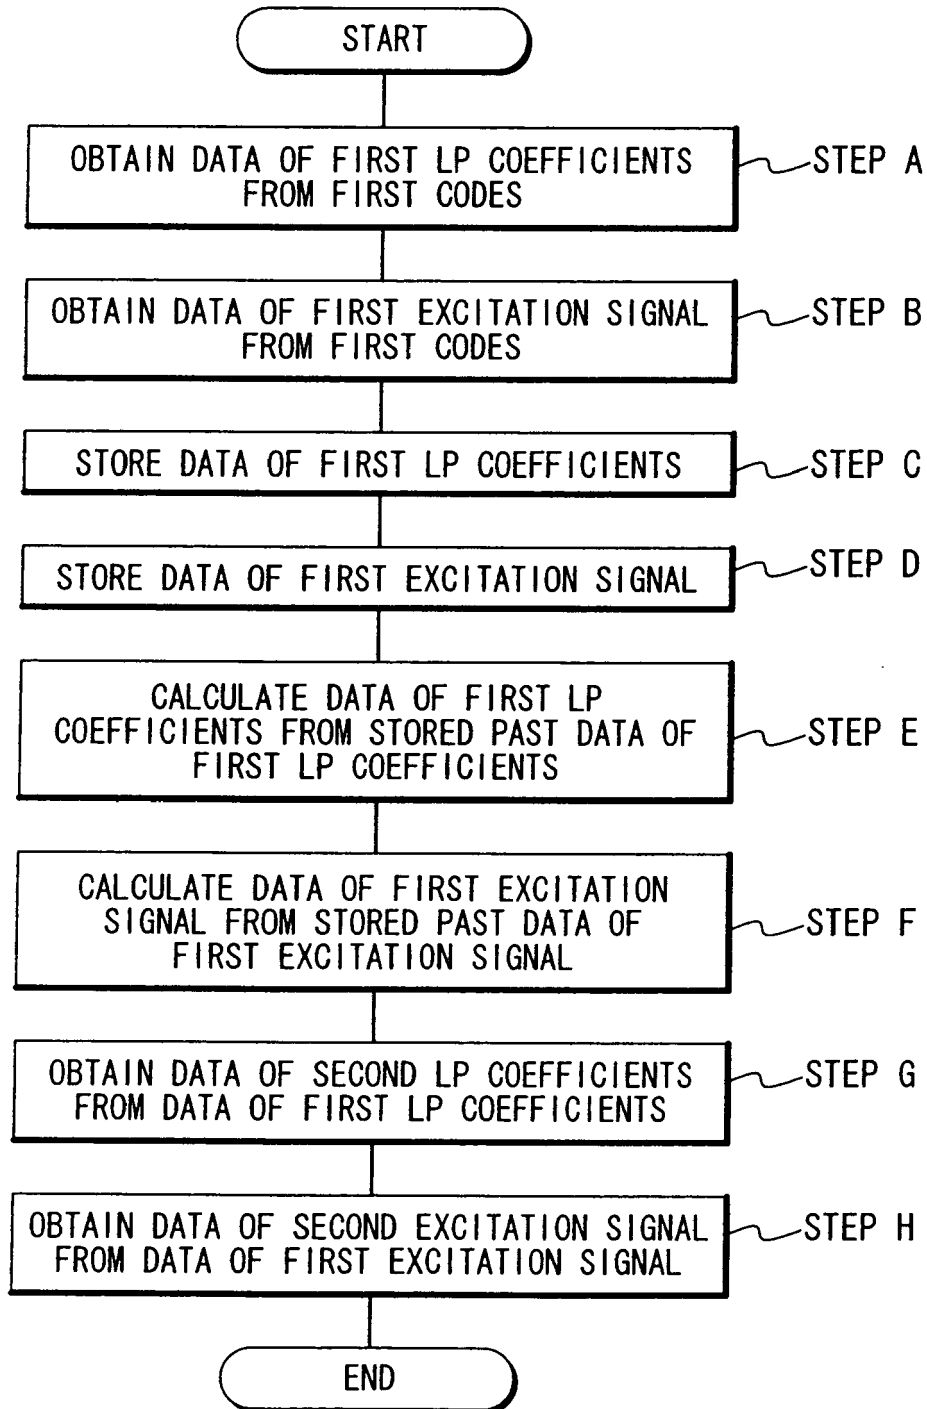 START
OBTAIN DATA OF FIRST LP COEFFICIENTS
FROM FIRST CODES
STEP A
OBTAIN DATA OF FIRST EXCITATION SIGNAL
FROM FIRST CODES
STEP B
STORE DATA OF FIRST LP COEFFICIENTS
STEP C
STORE DATA OF FIRST EXCITATION SIGNAL
STEP D
CALCULATE DATA OF FIRST LP
COEFFICIENTS FROM STORED PAST DATA OF
FIRST LP COEFFICIENTS
STEP E
CALCULATE DATA OF FIRST EXCITATION
SIGNAL FROM STORED PAST DATA OF
FIRST EXCITATION SIGNAL
STEP F
OBTAIN DATA OF SECOND LP COEFFICIENTS
FROM DATA OF FIRST LP COEFFICIENTS
STEP G
OBTAIN DATA OF SECOND EXCITATION SIGNAL
FROM DATA OF FIRST EXCITATION SIGNAL
STEP H
END